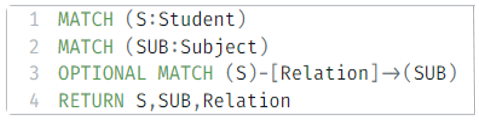 1 MATCH (S:Student)
2 MATCH (SUB:Subject)
3 OPTIONAL MATCH (S)-[Relation]→(SUB)
4 RETURN S,SUB,Relation